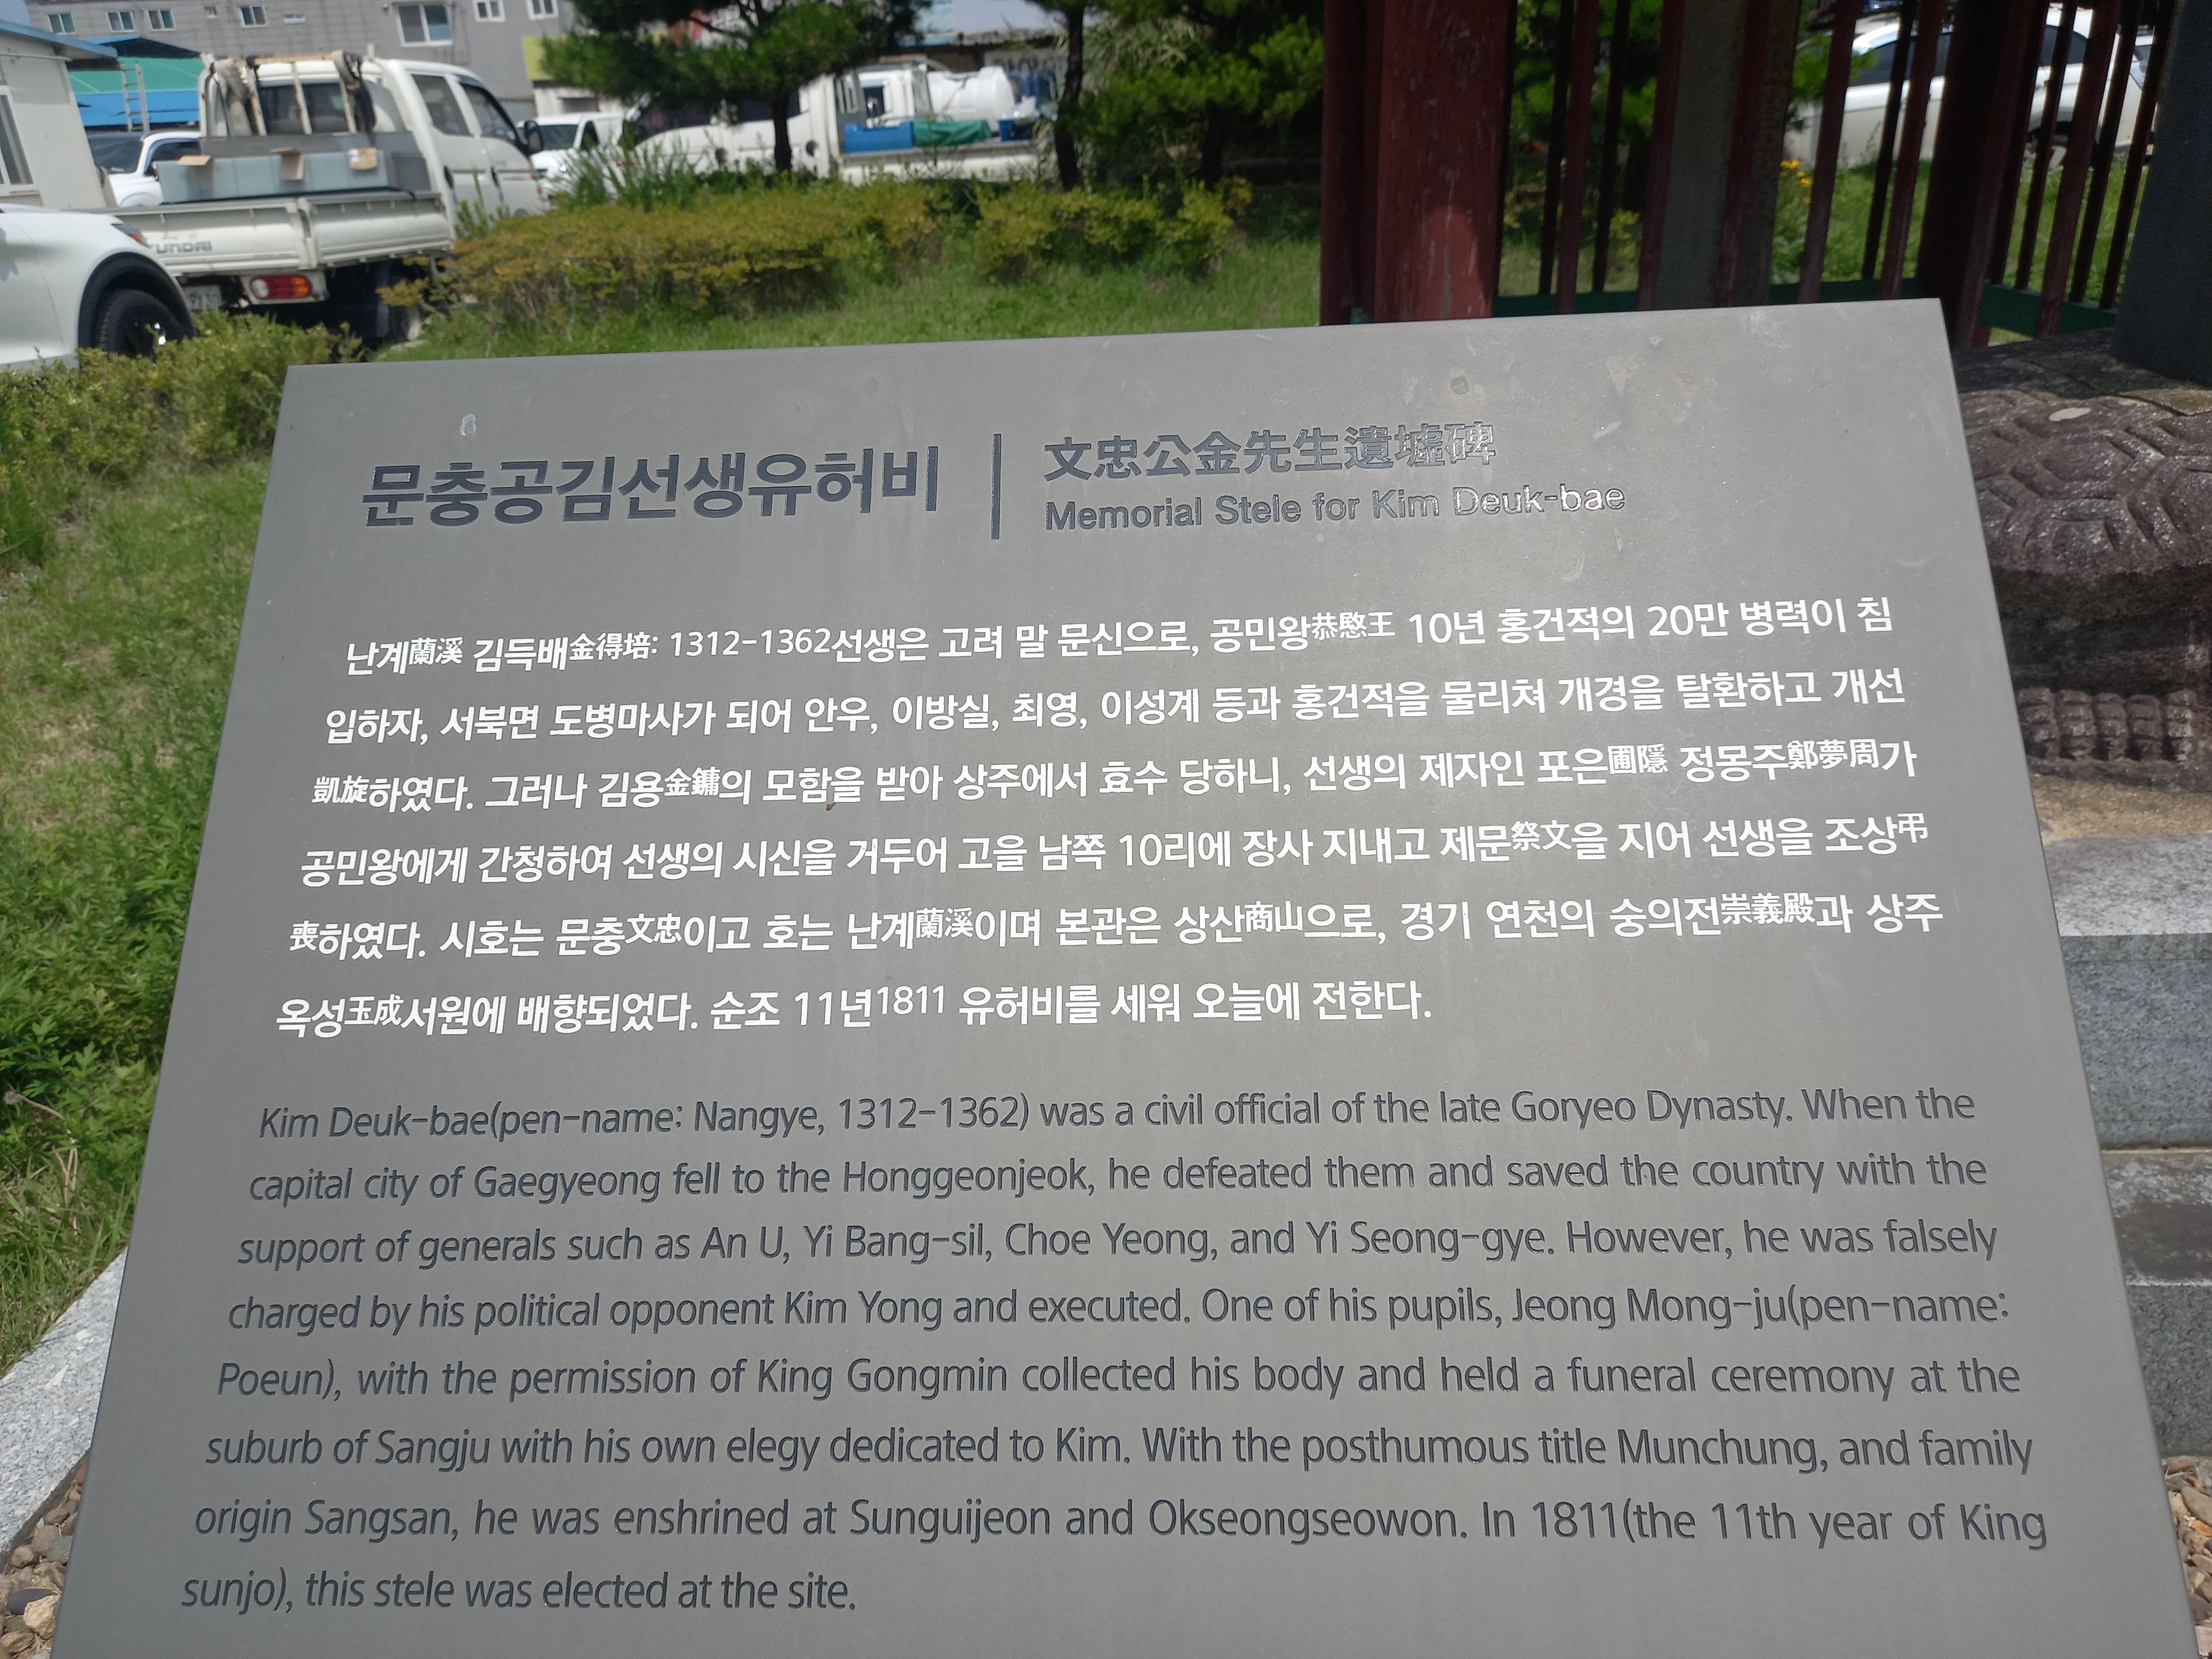 HYUNDAI
문충공김선생유허비
文忠公金先生遺墟碑
Memorial Stele for Kim Deuk-bae
난계蘭溪 김득배金得培: 1312-1362선생은 고려 말 문신으로, 공민왕恭愍王 10년 홍건적의 20만 병력이 침
입하자, 서북면 도병마사가 되어 안우, 이방실, 최영, 이성계 등과 홍건적을 물리쳐 개경을 탈환하고 개선
凱旋하였다. 그러나 김용金鏞의 모함을 받아 상주에서 효수 당하니, 선생의 제자인 포은圃隱 정몽주鄭夢周가
공민왕에게 간청하여 선생의 시신을 거두어 고을 남쪽 10리에 장사 지내고 제문祭文을 지어 선생을 조상弔
喪하였다. 시호는 문충文忠이고 호는 난계蘭溪이며 본관은 상산商山으로, 경기 연천의 숭의전崇義殿과 상주
옥성玉成서원에 배향되었다. 순조 11년1811 유허비를 세워 오늘에 전한다.
Kim Deuk-bae(pen-name: Nangye, 1312-1362) was a civil official of the late Goryeo Dynasty. When the
capital city of Gaegyeong fell to the Honggeonjeok, he defeated them and saved the country with the
support of generals such as An U, Yi Bang-sil, Choe Yeong, and Yi Seong-gye. However, he was falsely
charged by his political opponent Kim Yong and executed. One of his pupils, Jeong Mong-ju(pen-name:
Poeun), with the permission of King Gongmin collected his body and held a funeral ceremony at the
suburb of Sangju with his own elegy dedicated to Kim. With the posthumous title Munchung, and family
origin Sangsan, he was enshrined at Sunguijeon and Okseongseowon. In 1811(the 11th year of King
sunjo), this stele was elected at the site.